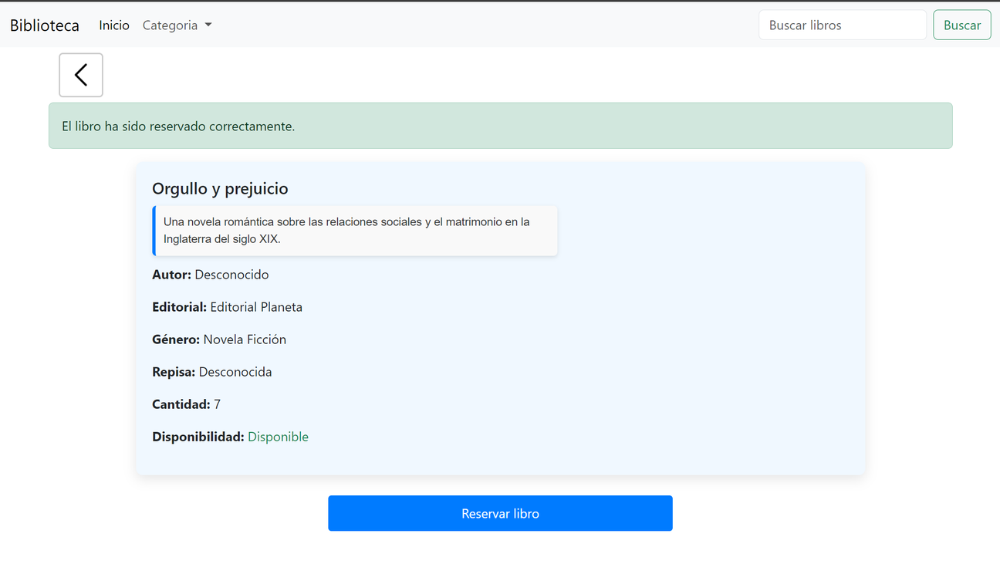 Biblioteca Inicio Categoria Buscar libros Buscar
El libro ha sido reservado correctamente.
Orgullo y prejuicio
Una novela romántica sobre las relaciones sociales y el matrimonio en la
Inglaterra del siglo XIX.
Autor: Desconocido
Editorial: Editorial Planeta
Género: Novela Ficción
Repisa: Desconocida
Cantidad: 7
Disponibilidad: Disponible
Reservar libro